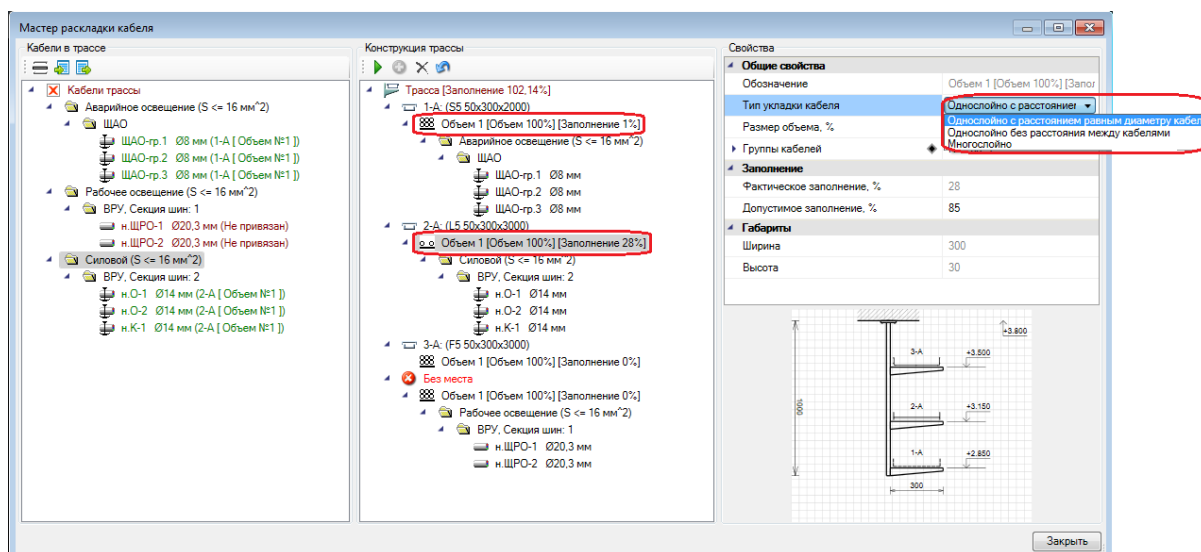 Мастер раскладки кабеля
Кабели в трассе
Кабели трассы
Аварийное освещение (S <= 16 мм^2)
ЩАО
ЩАО-гр.1 Ø8 мм (1-А [ Объем №1 ])
ЩАО-гр.2 Ø8 мм (1-А [ Объем №1 ])
ЩАО-гр.3 Ø8 мм (1-А [ Объем №1 ])
Рабочее освещение (S <= 16 мм^2)
ВРУ, Секция шин: 1
н.ЩРО-1 Ø20,3 мм (Не привязан)
н.ЩРО-2 Ø20,3 мм (Не привязан)
Силовой (S <= 16 мм^2)
ВРУ, Секция шин: 2
н.О-1 Ø14 мм (2-А [ Объем №1 ])
н.О-2 Ø14 мм (2-А [ Объем №1 ])
н.К-1 Ø14 мм (2-А [ Объем №1 ])
Конструкция трассы
Трасса [Заполнение 102,14%]
1-А: (S5 50x300x2000)
Объем 1 [Объем 100%] [Заполнение 1%]
Аварийное освещение (S <= 16 мм^2)
ЩАО
ЩАО-гр.1 Ø8 мм
ЩАО-гр.2 Ø8 мм
ЩАО-гр.3 Ø8 мм
2-А: (L5 50x300x3000)
Объем 1 [Объем 100%] [Заполнение 28%]
Силовой (S <= 16 мм^2)
ВРУ, Секция шин: 2
н.О-1 Ø14 мм
н.О-2 Ø14 мм
н.К-1 Ø14 мм
3-А: (F5 50x300x3000)
Объем 1 [Объем 100%] [Заполнение 0%]
Без места
Объем 1 [Объем 100%] [Заполнение 0%]
Рабочее освещение (S <= 16 мм^2)
ВРУ, Секция шин: 1
н.ЩРО-1 Ø20,3 мм
н.ЩРО-2 Ø20,3 мм
Свойства
Общие свойства
Обозначение Объем 1 [Объем 100%] [Запол
Тип укладки кабеля Однослойно с расстоянием
Однослойно с расстоянием равным диаметру кабел
Однослойно без расстояния между кабелями
Многослойно
Размер объема, %
Группы кабелей
Заполнение
Фактическое заполнение, % 28
Допустимое заполнение, % 85
Габариты
Ширина 300
Высота 30
+3.800
3-А +3.500
1000
2-А +3.150
1-А +2.850
300
Закрыть